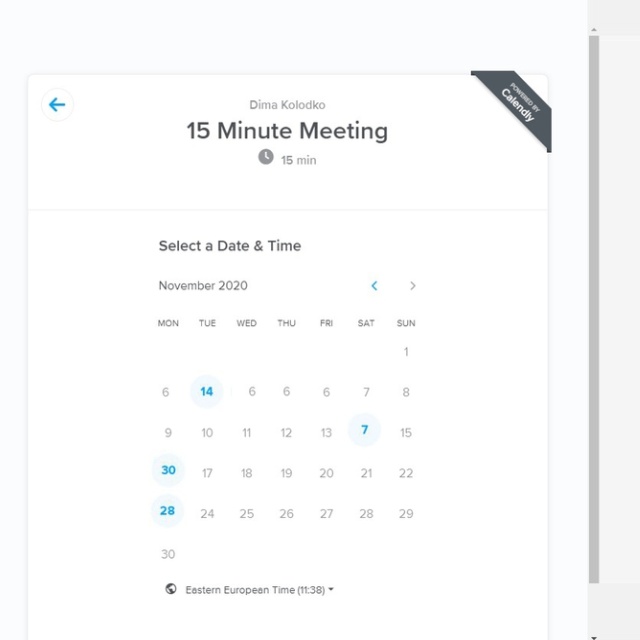 POWERED BY
Calendly
Dima Kolodko
15 Minute Meeting
15 min
Select a Date & Time
November 2020
MON TUE WED THU FRI SAT SUN
1
6 14 6 6 6 7 8
9 10 11 12 13 7 15
30 17 18 19 20 21 22
28 24 25 26 27 28 29
30
Eastern European Time (11:38)